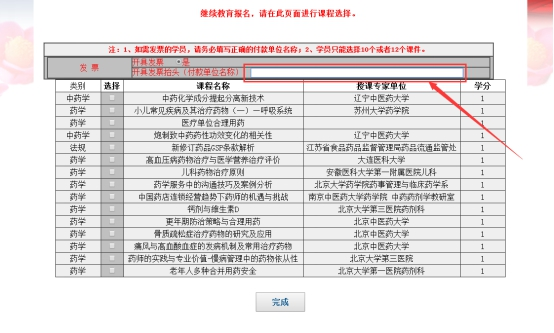 继续教育报名，请在此页面进行课程选择。
注：1、如需发票的学员，请务必填写正确的付款单位名称；2、学员只能选择10个或者12个课件。
发 票 开具发票 是
开具发票抬头（付款单位名称）
类别 选择 课程名称 授课专家单位 学分
中药学 中药化学成分提起分离新技术 辽宁中医药大学 1
药学 小儿常见疾病及其治疗药物（一）－呼吸系统 苏州大学药学院 1
药学 医疗单位合理用药 1
中药学 炮制致中药药性功效变化的相关性 辽宁中医药大学 1
法规 新修订药品GSP条款解析 江苏省食品药品监督管理局药品流通监管处 1
药学 高血压病药物治疗与医学营养治疗评价 大连医科大学 1
药学 儿科药物治疗原则 安徽医科大学第一附属医院儿科 1
药学 药学服务中的沟通技巧及案例分析 北京大学药学院药事管理与临床药学系 1
药学 中国药店连锁经营趋势下药师的机遇与挑战 南京中医药大学药学院 中药药剂学教研室 1
药学 钙剂与维生素D 北京大学第三医院药剂科 1
药学 更年期防治策略与合理用药 北京中医药大学 1
药学 骨质疏松症治疗药物的研究及应用 北京中医药大学 1
药学 痛风与高血酸血症的发病机制及常用治疗药物 北京中医药大学 1
药学 药师的实践与专业价值-慢病管理中的药物依从性 北京大学第三医院 1
药学 老年人多种合并用药安全 北京大学第一医院药剂科 1
完成